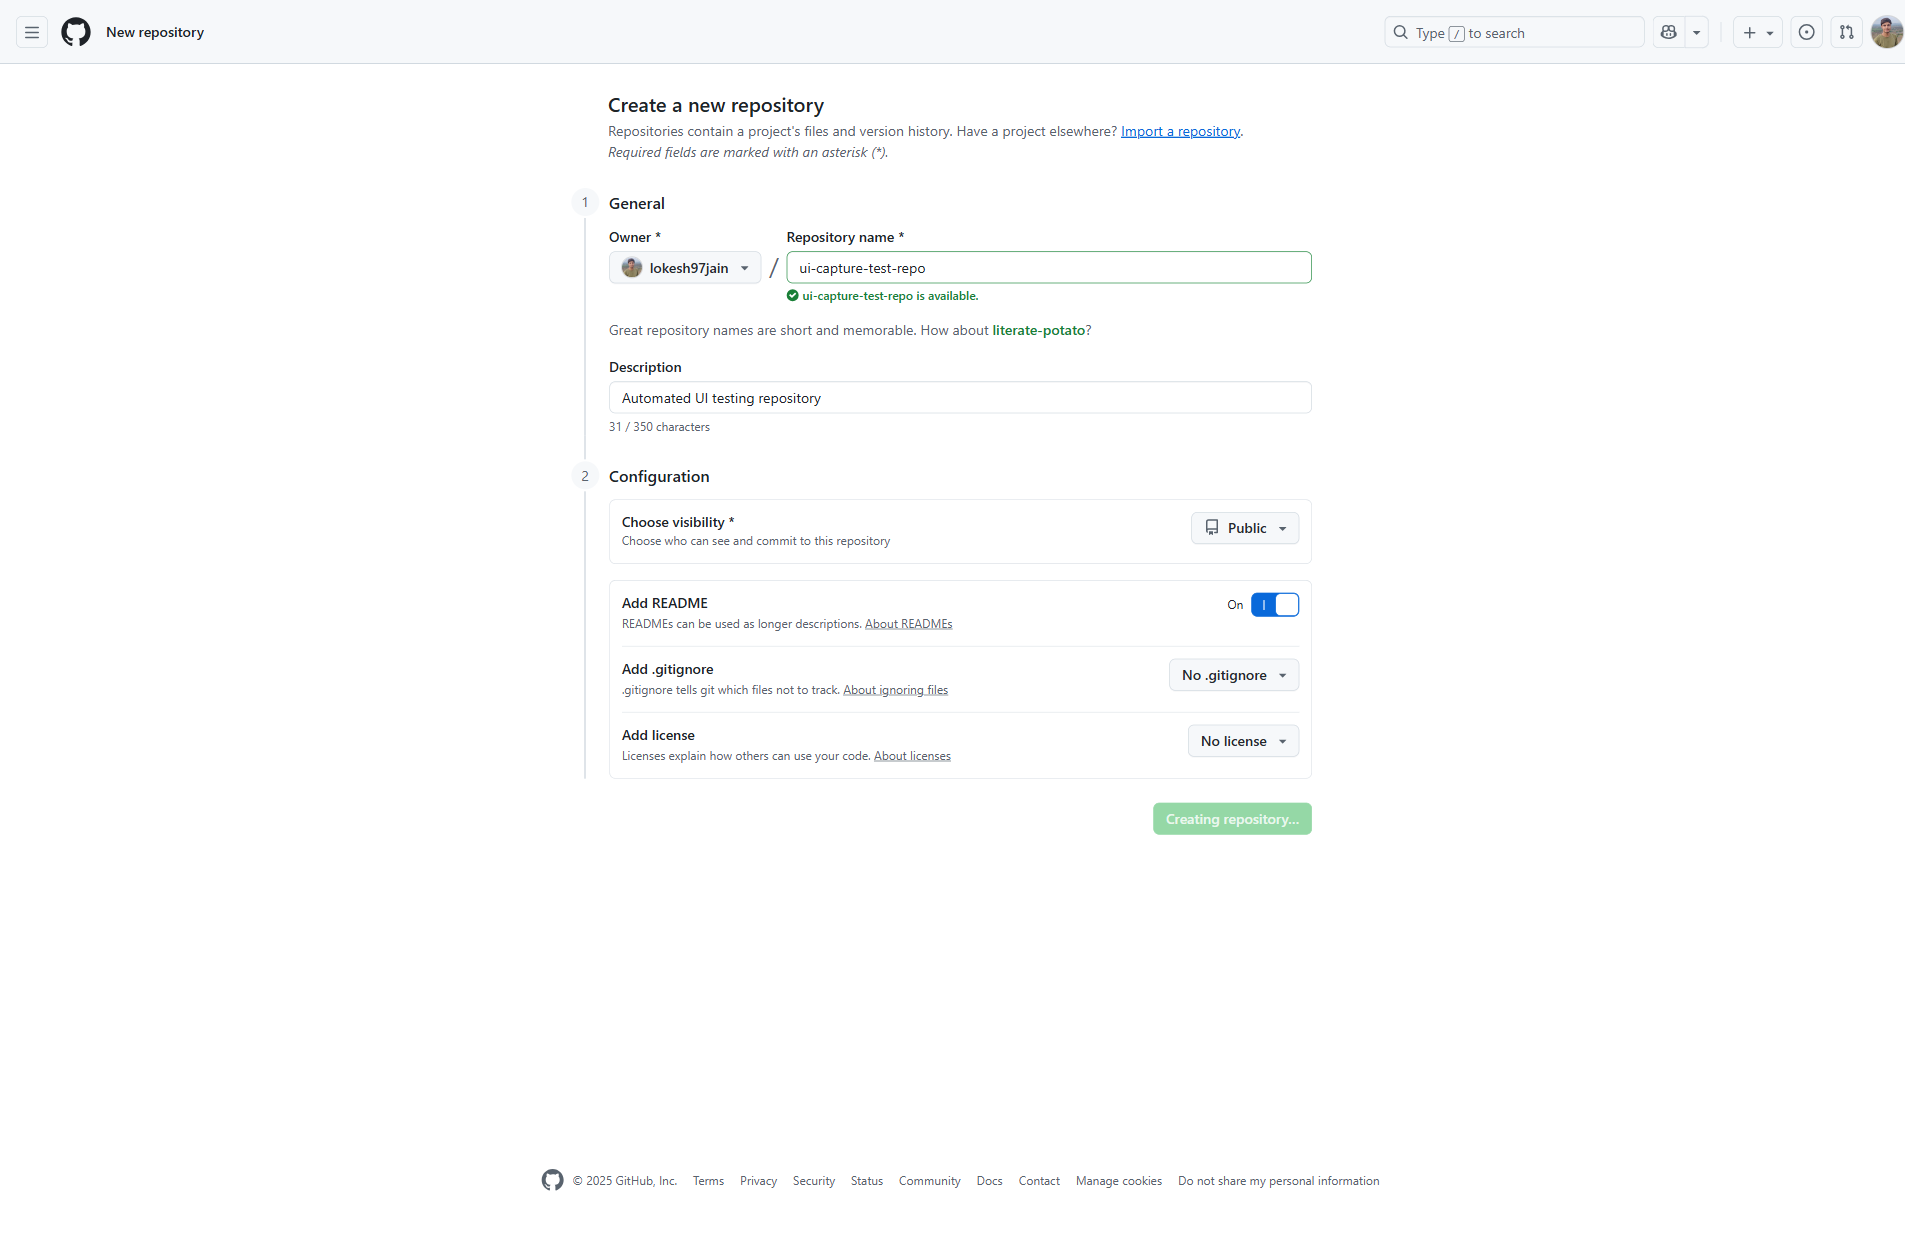 New repository
Type / to search
Create a new repository
Repositories contain a project's files and version history. Have a project elsewhere? Import a repository.
Required fields are marked with an asterisk (*).
1 General
Owner * Repository name *
lokesh97jain / ui-capture-test-repo
ui-capture-test-repo is available.
Great repository names are short and memorable. How about literate-potato?
Description
Automated UI testing repository
31 / 350 characters
2 Configuration
Choose visibility *
Choose who can see and commit to this repository
Public
Add README
READMEs can be used as longer descriptions. About READMEs
On
Add .gitignore
.gitignore tells git which files not to track. About ignoring files
No .gitignore
Add license
Licenses explain how others can use your code. About licenses
No license
Creating repository...
© 2025 GitHub, Inc. Terms Privacy Security Status Community Docs Contact Manage cookies Do not share my personal information